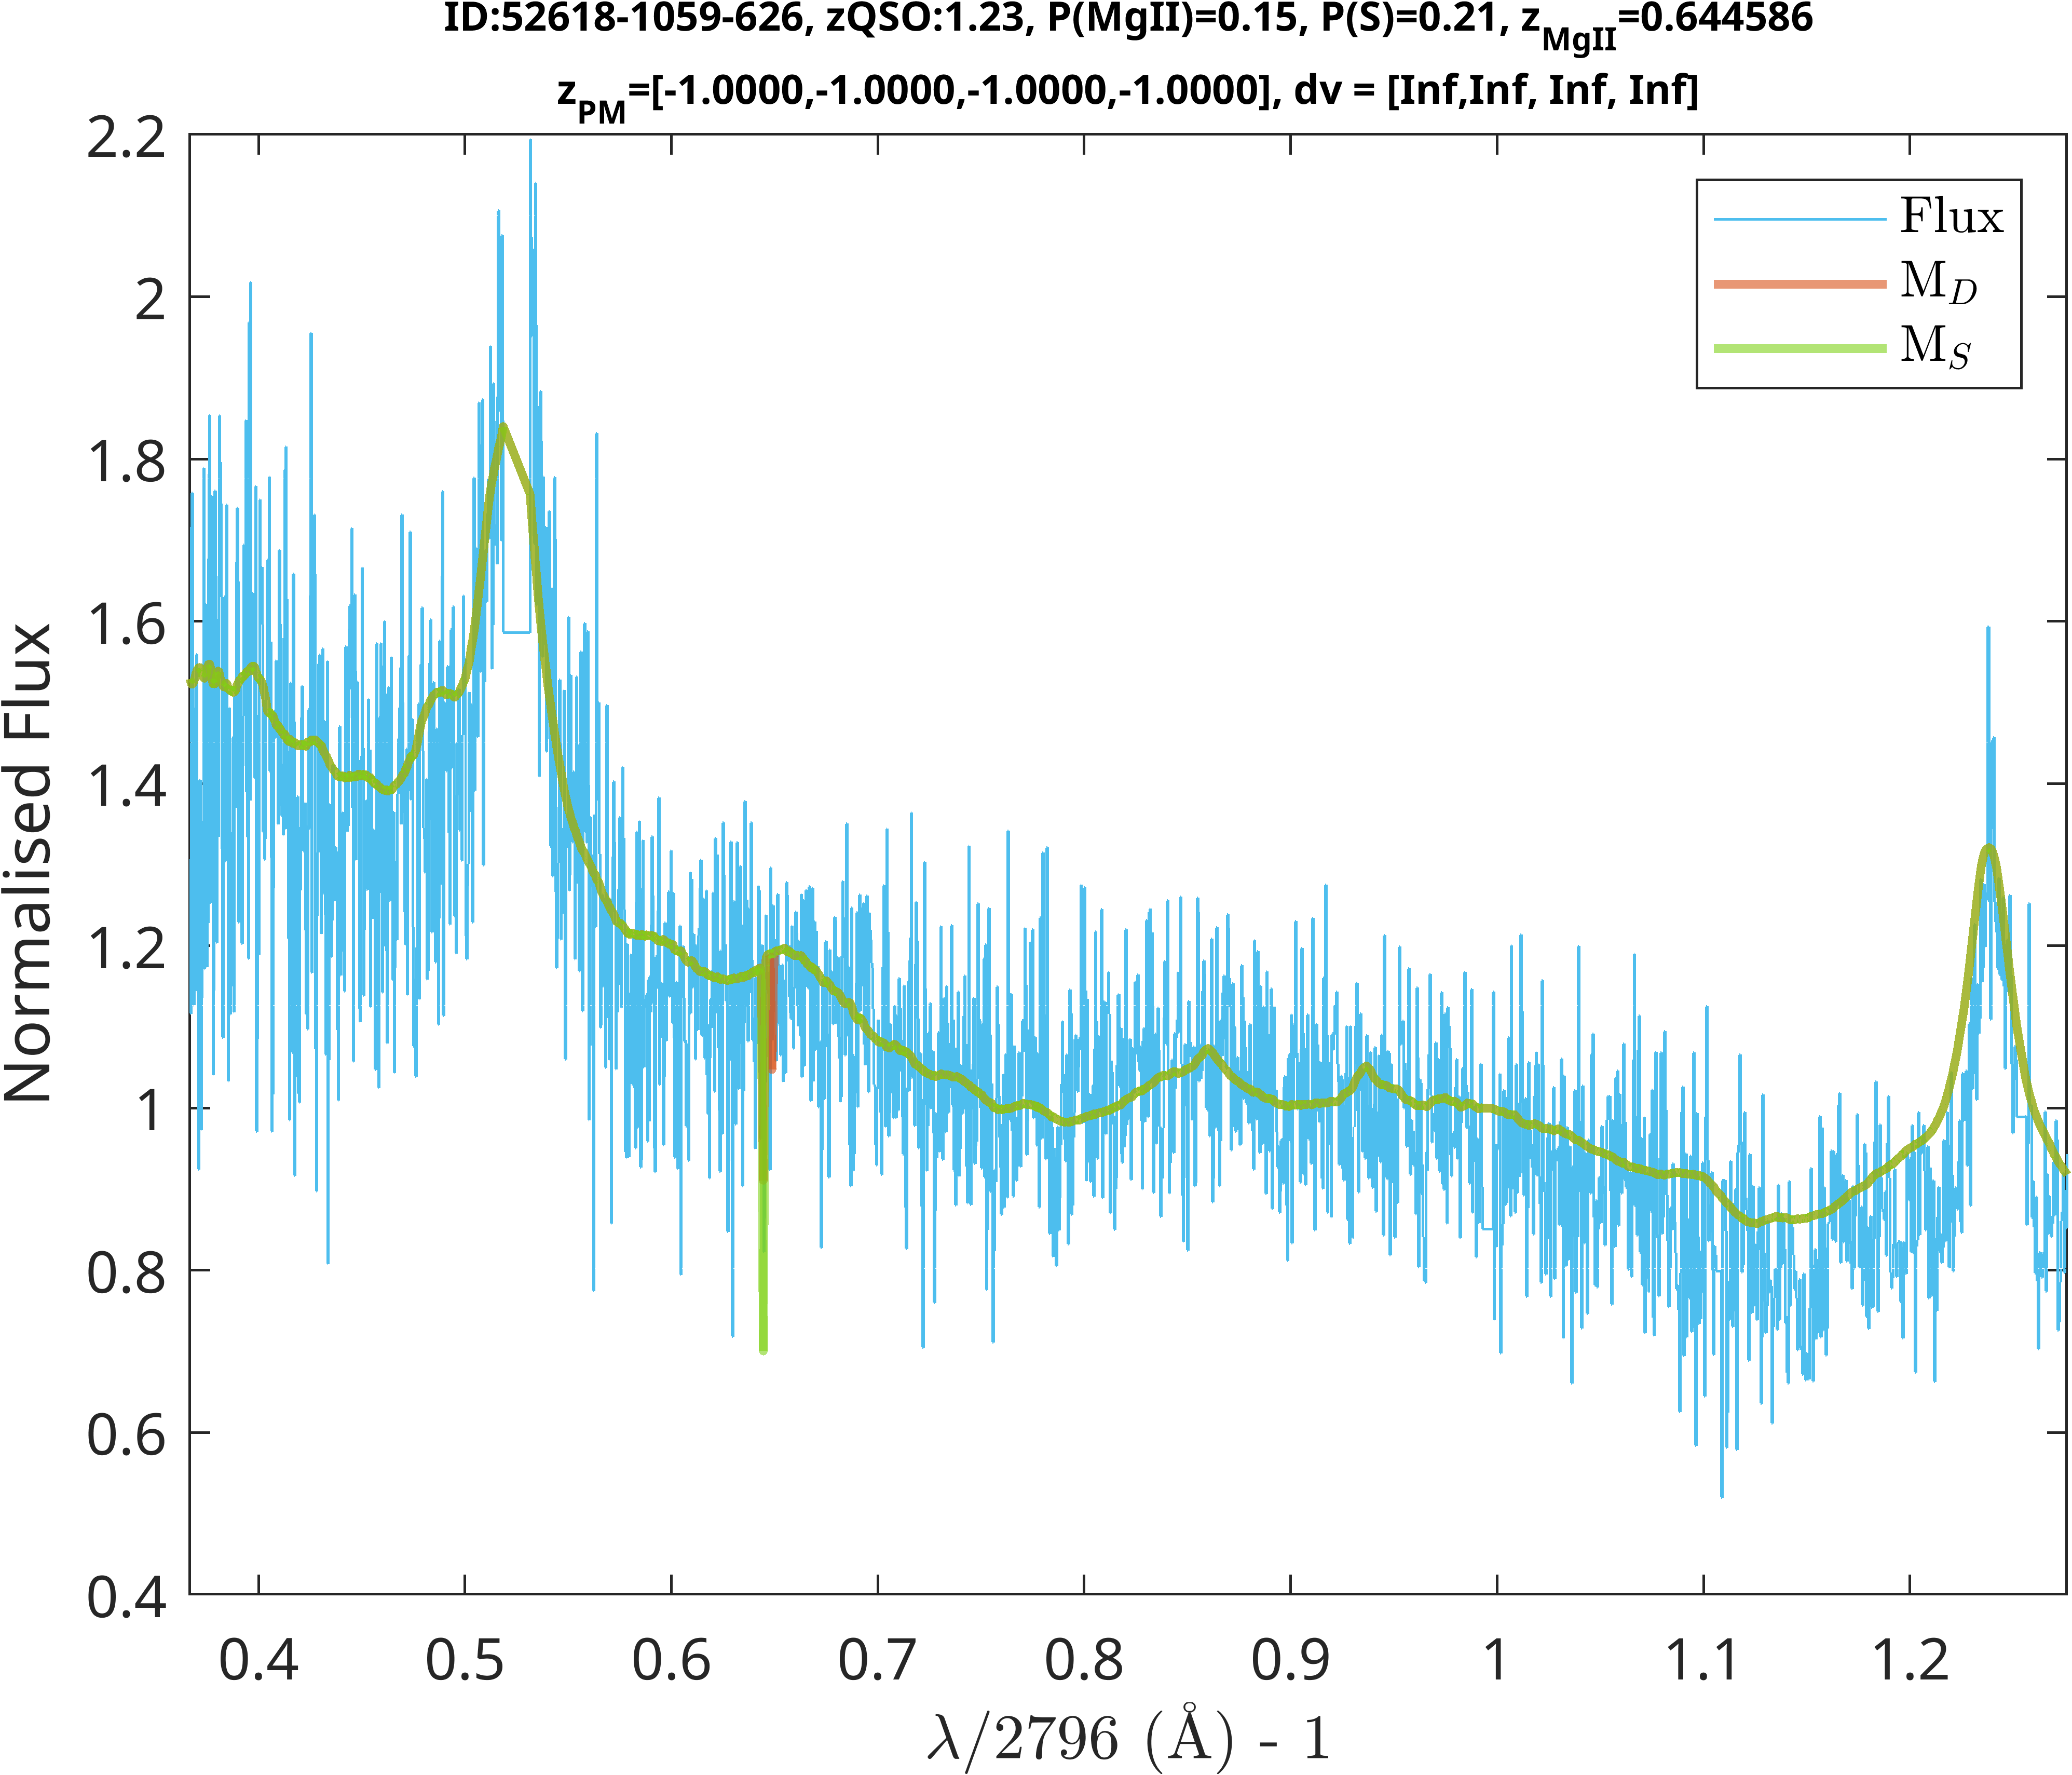 ID:52618-1059-626, zQSO:1.23, P(MgII)=0.15, P(S)=0.21, zMgII=0.644586
zPM=[-1.0000,-1.0000,-1.0000,-1.0000], dv = [Inf,Inf, Inf, Inf]
Flux
MD
MS
Normalised Flux
2.2
2
1.8
1.6
1.4
1.2
1
0.8
0.6
0.4
0.4 0.5 0.6 0.7 0.8 0.9 1 1.1 1.2
λ/2796 (Å) - 1